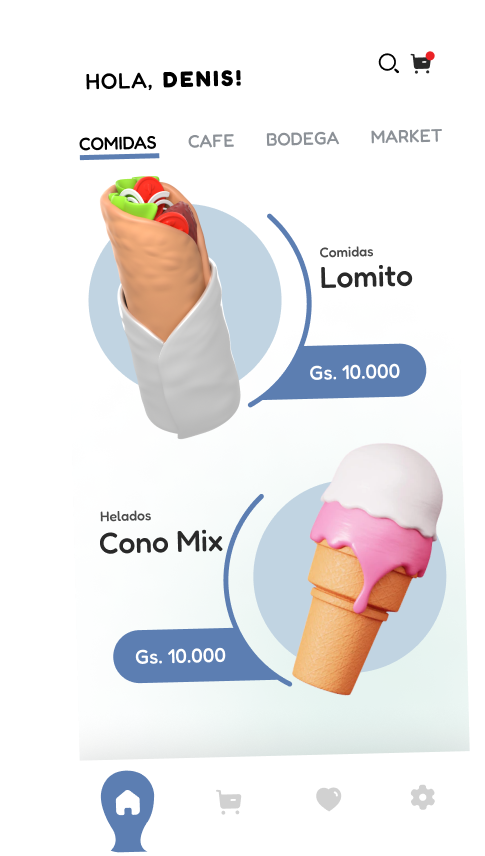 HOLA, DENIS!
COMIDAS CAFE BODEGA MARKET
Comidas
Lomito
Gs. 10.000
Helados
Cono Mix
Gs. 10.000